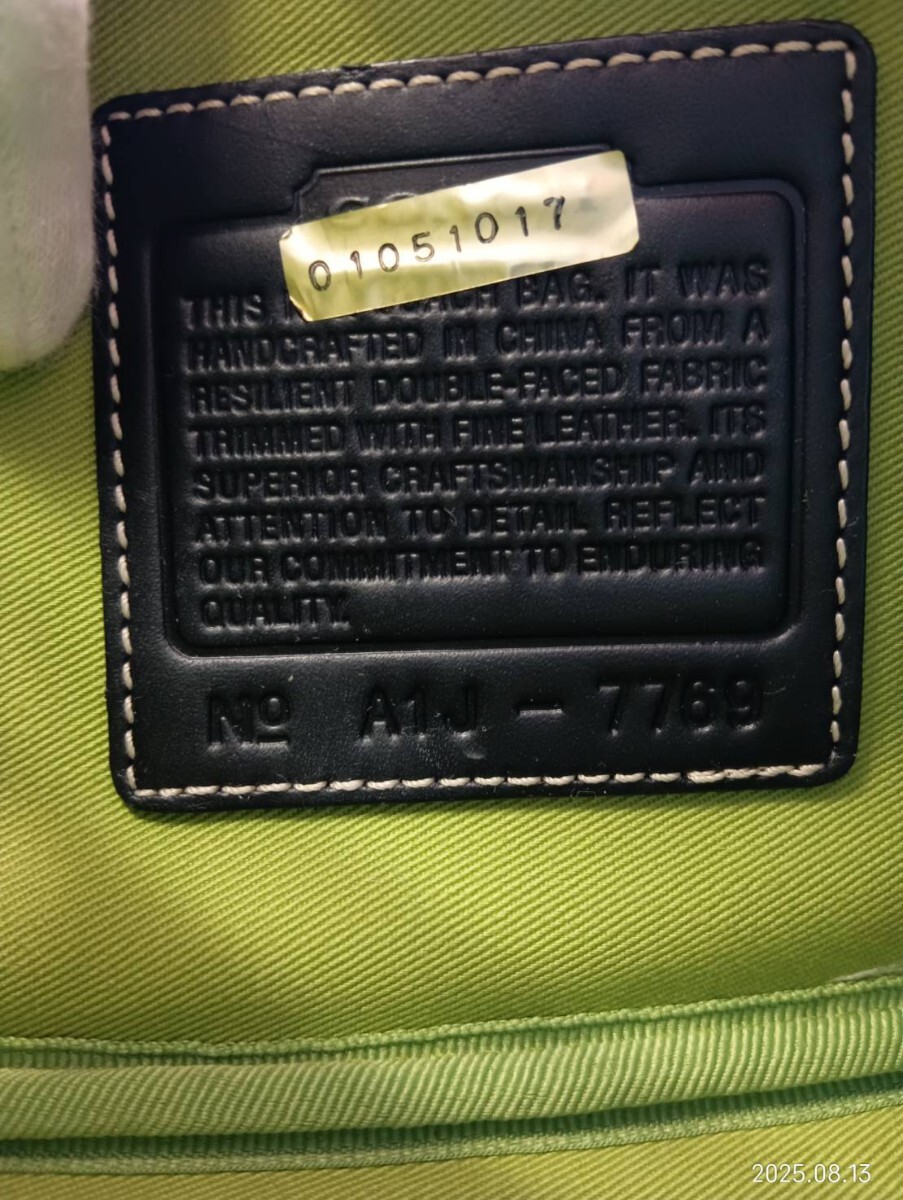 01051017
THIS COACH BAG. IT WAS
HANDCRAFTED IN CHINA FROM A
RESILIENT DOUBLE-FACED FABRIC
TRIMMED WITH FINE LEATHER. ITS
SUPERIOR CRAFTSMANSHIP AND
ATTENTION TO DETAIL REFLECT
OUR COMMITMENT TO ENDURING
QUALITY.
Nº A1J - 7769
2025.08.13